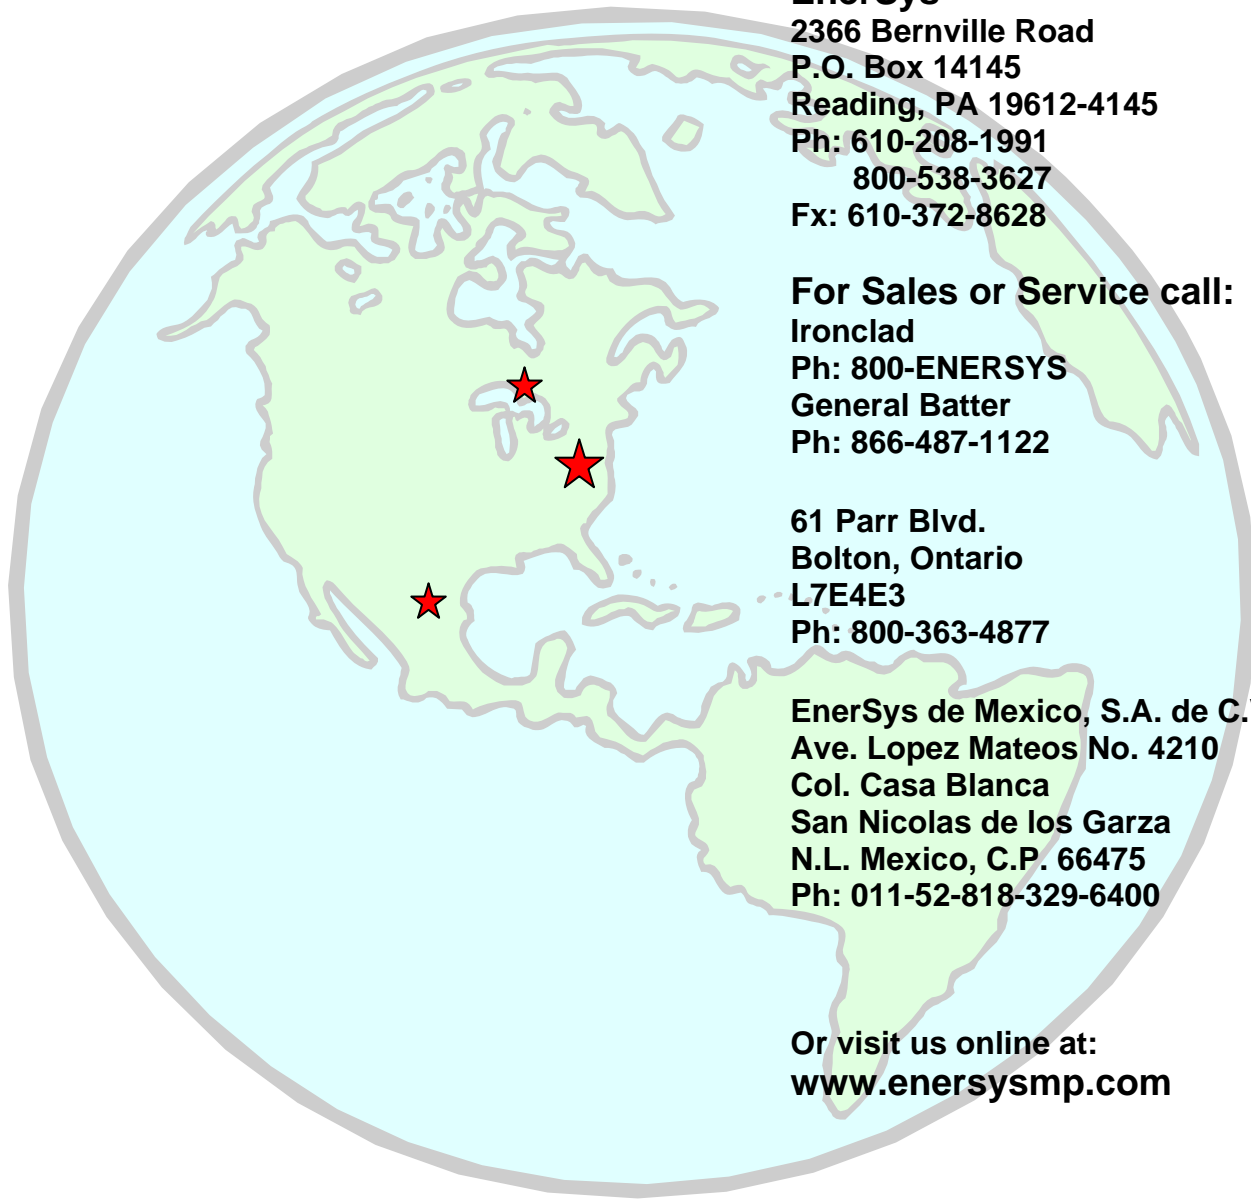 EnerSys
2366 Bernville Road
P.O. Box 14145
Reading, PA 19612-4145
Ph: 610-208-1991
800-538-3627
Fx: 610-372-8628
For Sales or Service call:
Ironclad
Ph: 800-ENERSYS
General Batter
Ph: 866-487-1122
61 Parr Blvd.
Bolton, Ontario
L7E4E3
Ph: 800-363-4877
EnerSys de Mexico, S.A. de C.
Ave. Lopez Mateos No. 4210
Col. Casa Blanca
San Nicolas de los Garza
N.L. Mexico, C.P. 66475
Ph: 011-52-818-329-6400
Or visit us online at:
www.enersysmp.com